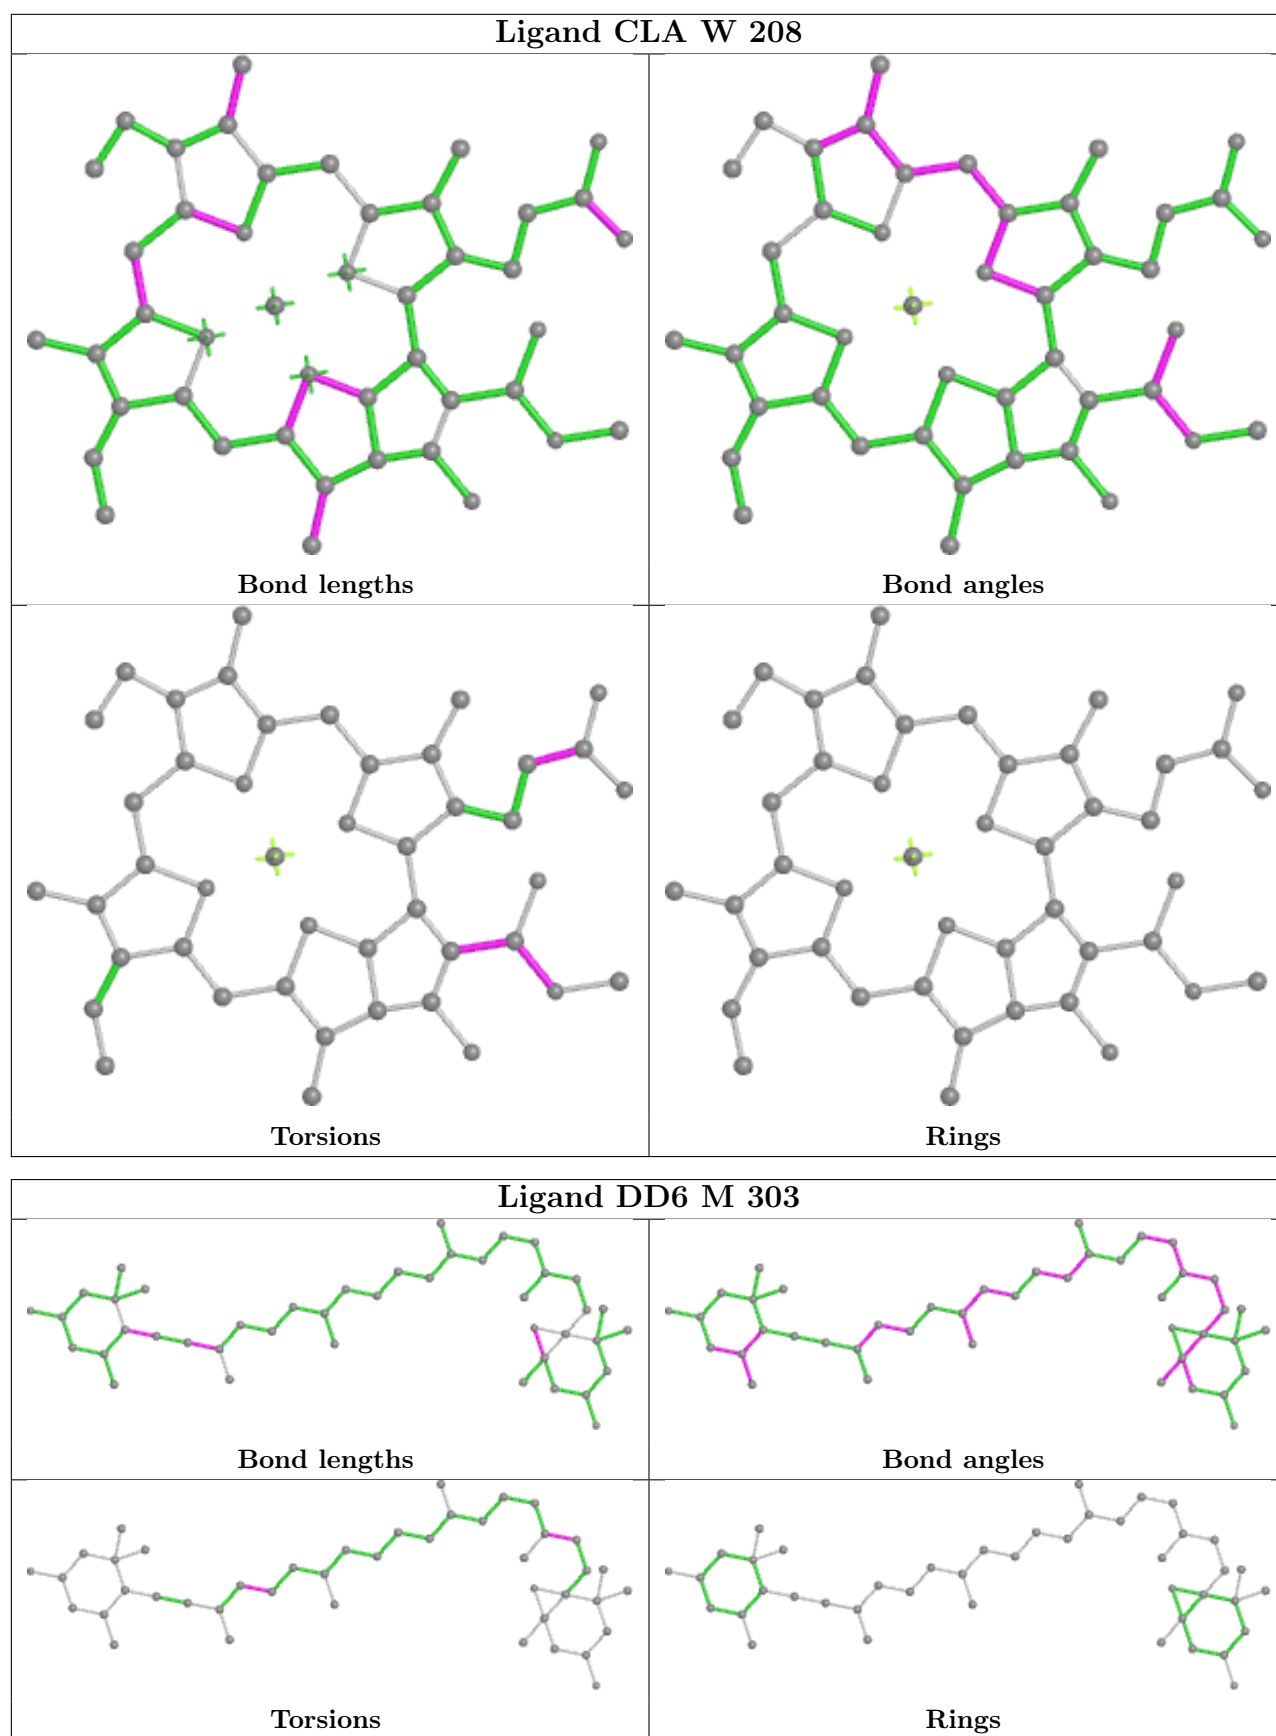 Ligand CLA W 208
Bond lengths
Bond angles
Torsions
Rings
Ligand DD6 M 303
Bond lengths
Bond angles
Torsions
Rings